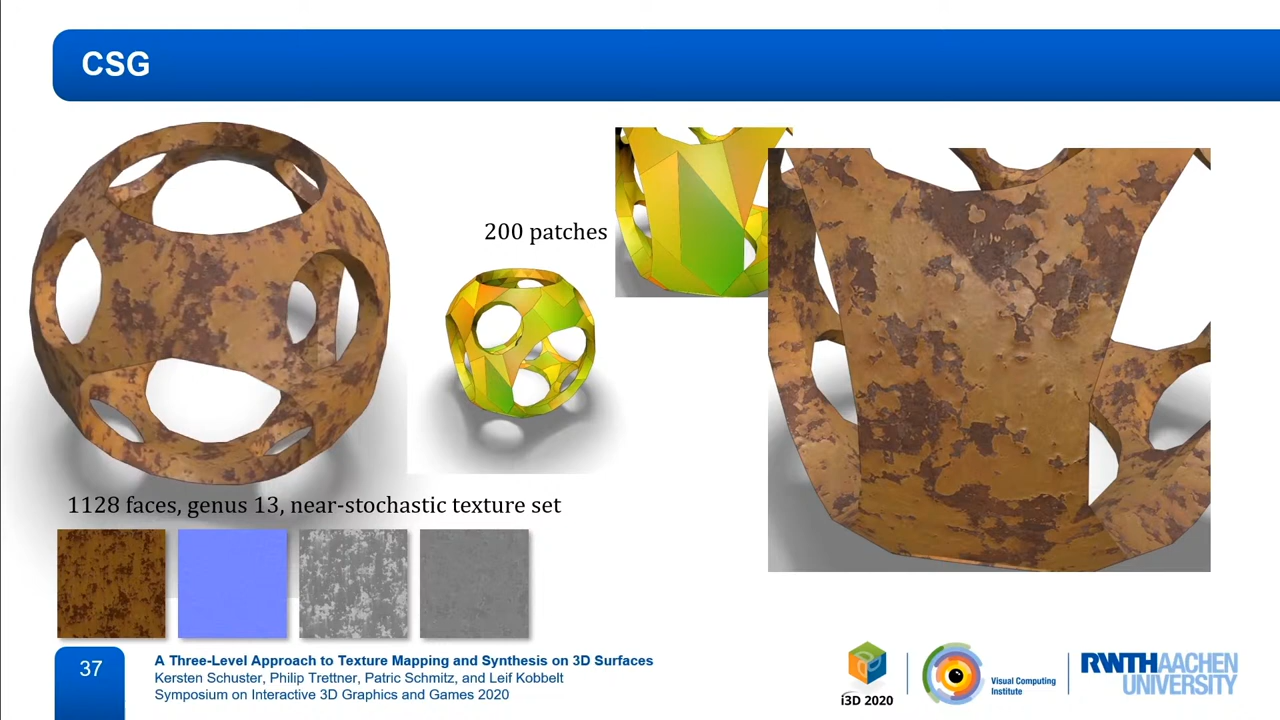 CSG
200 patches
1128 faces, genus 13, near-stochastic texture set
37
A Three-Level Approach to Texture Mapping and Synthesis on 3D Surfaces
Kersten Schuster, Philip Trettner, Patric Schmitz, and Leif Kobbelt
Symposium on Interactive 3D Graphics and Games 2020
i3D 2020
Visual Computing
Institute
RWTHAACHEN
UNIVERSITY